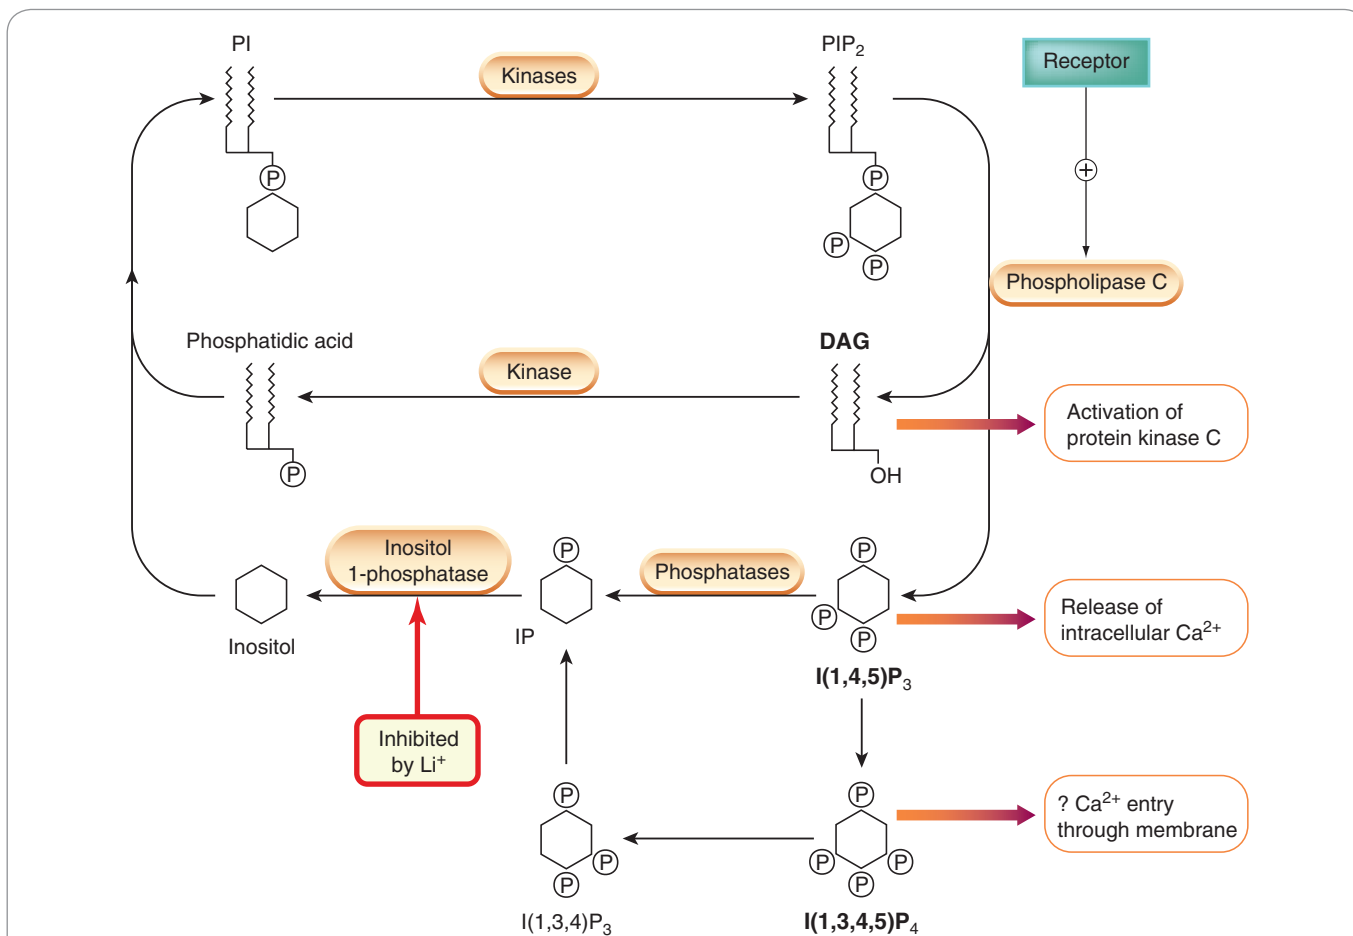 PI
Kinases
PIP₂
Receptor
P
P
P
P
+
Phospholipase C
Phosphatidic acid
Kinase
DAG
P
OH
Activation of
protein kinase C
Inositol
1-phosphatase
Phosphatases
P
P
P
P
Inositol
IP
I(1,4,5)P₃
Release of
intracellular Ca²⁺
Inhibited
by Li⁺
P
P
P
P
P
P
P
I(1,3,4)P₃
I(1,3,4,5)P₄
? Ca²⁺ entry
through membrane